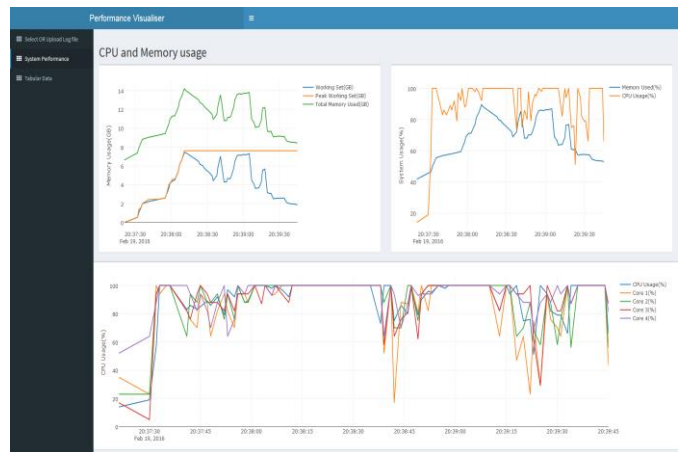 Performance Visualiser
Select OR Upload Log file
System Performance
Tabular Data
CPU and Memory usage
Memory Usage(GB)
14
12
10
8
6
4
2
0
20:37:30
20:38:00
20:38:30
20:39:00
20:39:30
Feb 19, 2016
Working Set(GB)
Peak Working Set(GB)
Total Memory Used(GB)
System Usage(%)
100
80
60
40
20
20:37:30
20:38:00
20:38:30
20:39:00
20:39:30
Feb 19, 2016
Memory Used(%)
CPU Usage(%)
CPU Usage(%)
100
80
60
40
20
0
20:37:30
20:37:45
20:38:00
20:38:15
20:38:30
20:38:45
20:39:00
20:39:15
20:39:30
20:39:45
Feb 19, 2016
CPU Usage(%)
Core 1(%)
Core 2(%)
Core 3(%)
Core 4(%)